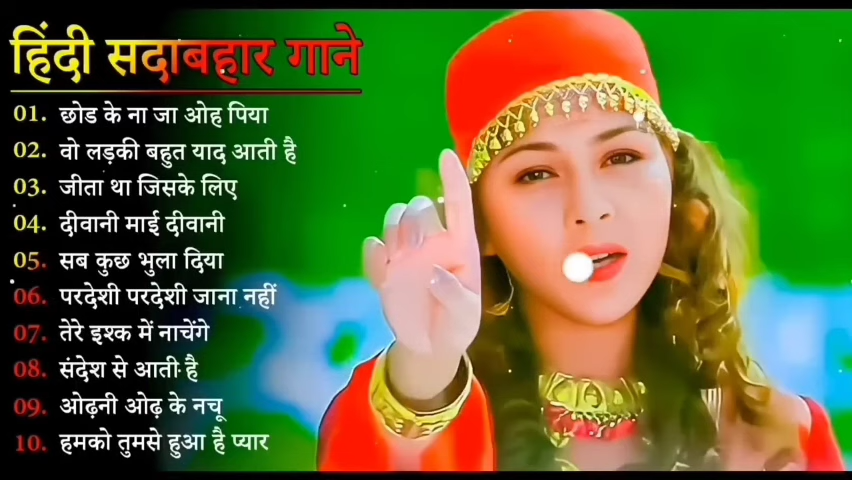 हिंदी सदाबहार गाने
01. छोड के ना जा ओह पिया
02. वो लड़की बहुत याद आती है
03. जीता था जिसके लिए
04. दीवानी माई दीवानी
05. सब कुछ भुला दिया
06. परदेशी परदेशी जाना नहीं
07. तेरे इश्क में नाचेंगे
08. संदेश से आती है
09. ओढ़नी ओढ़ के नचू
10. हमको तुमसे हुआ है प्यार